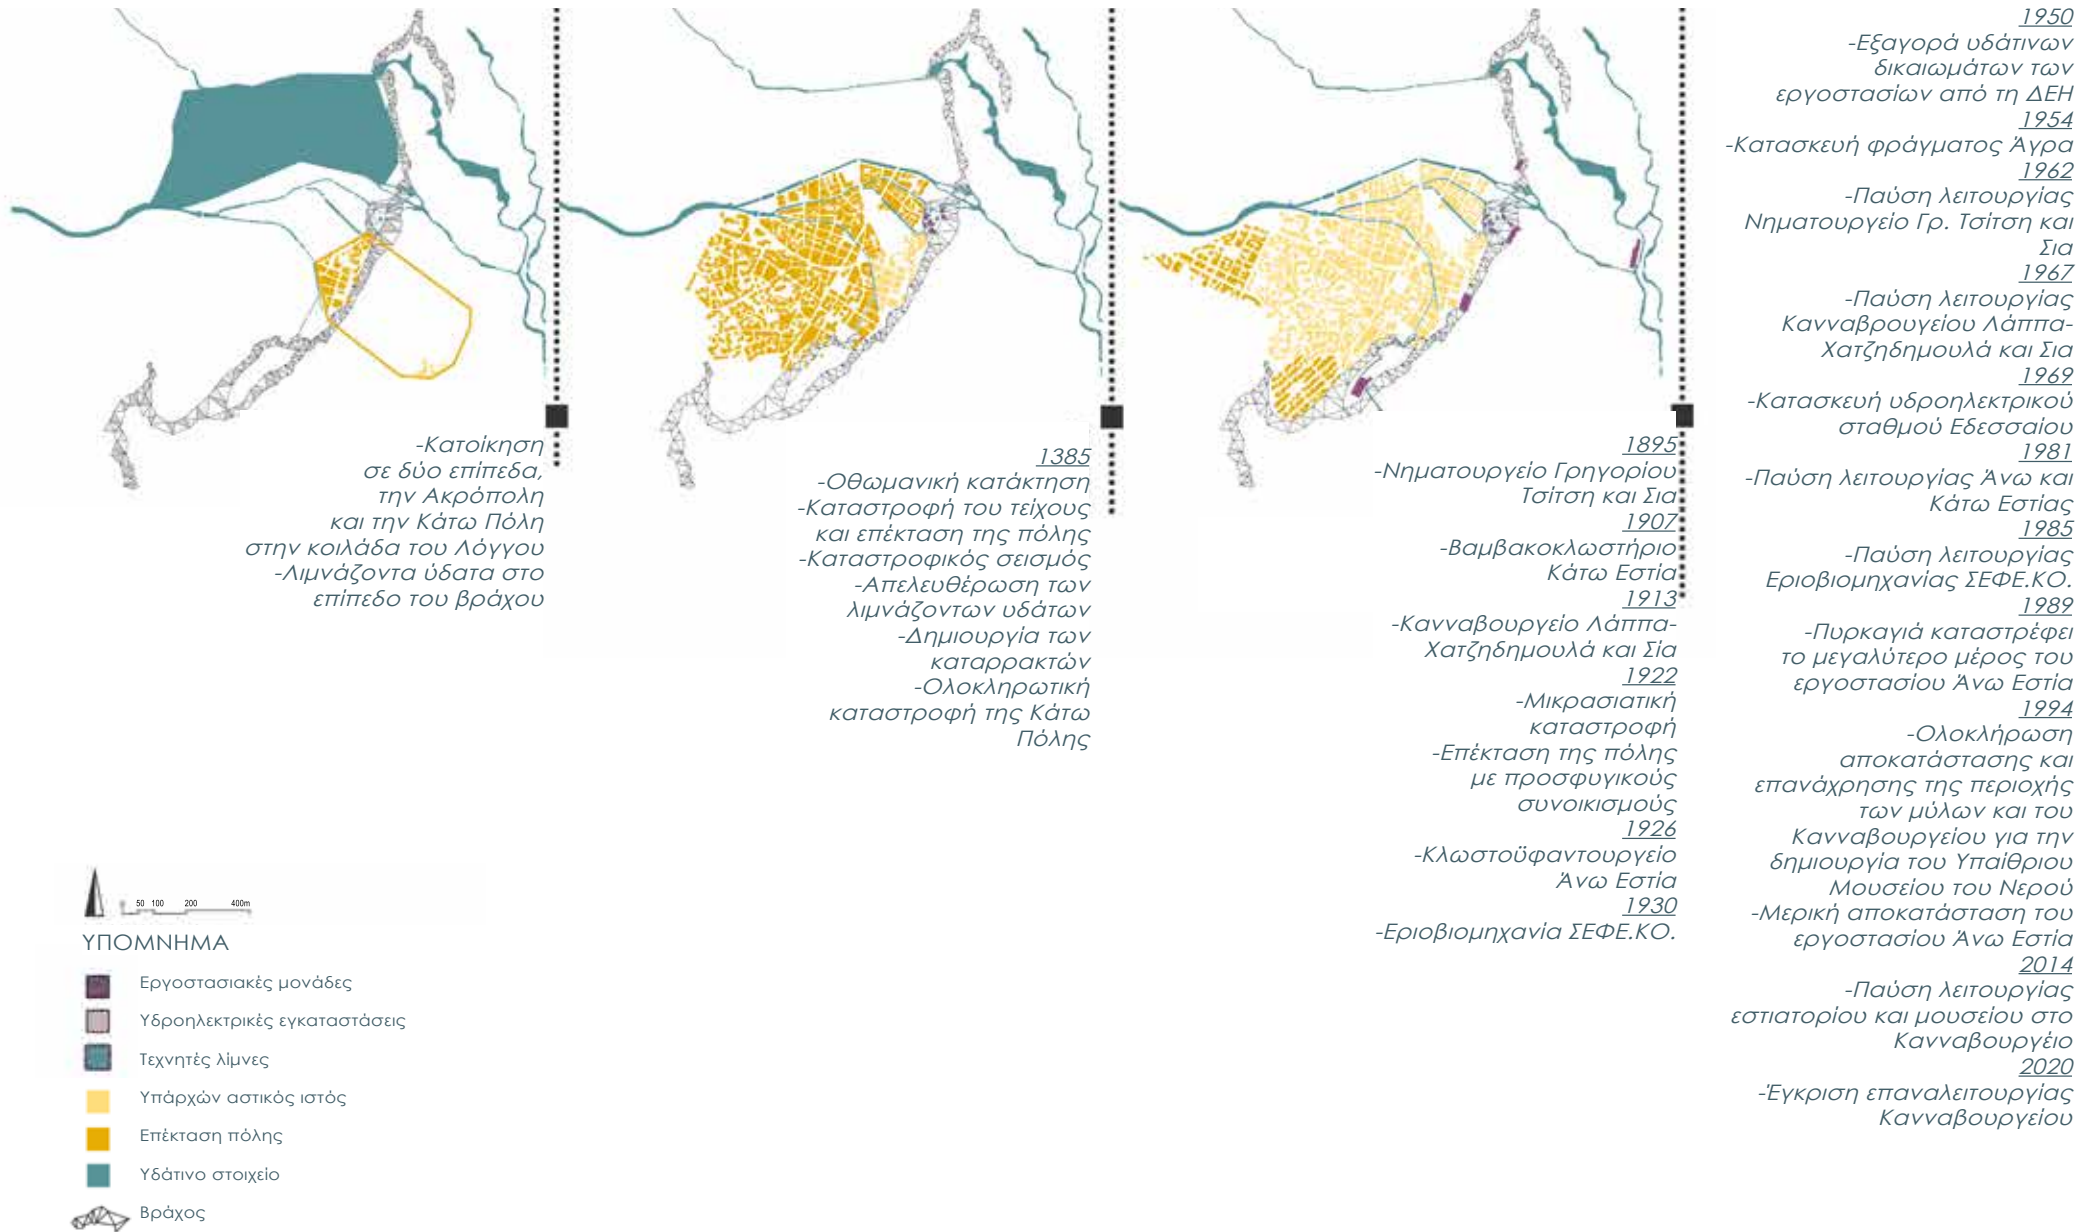 -Κατοίκηση
σε δύο επίπεδα,
την Ακρόπολη
και την Κάτω Πόλη
στην κοιλάδα του Λόγγου
-Λιμνάζοντα ύδατα στο
επίπεδο του βράχου
1385
-Οθωμανική κατάκτηση
-Καταστροφή του τείχους
και επέκταση της πόλης
-Καταστροφικός σεισμός
-Απελευθέρωση των
λιμνάζοντων υδάτων
-Δημιουργία των
καταρρακτών
-Ολοκληρωτική
καταστροφή της Κάτω
Πόλης
1895
-Νηματουργείο Γρηγορίου
Τσίτση και Σια
1907
-Βαμβακοκλωστήριο
Κάτω Εστία
1913
-Κανναβουργείο Λάππα-
Χατζηδημουλά και Σία
1922
-Μικρασιατική
καταστροφή
-Επέκταση της πόλης
με προσφυγικούς
συνοικισμούς
1926
-Κλωστοϋφαντουργείο
Άνω Εστία
1930
-Εριοβιομηχανία ΣΕΦΕ.ΚΟ.
1950
-Εξαγορά υδάτινων
δικαιωμάτων των
εργοστασίων από τη ΔΕΗ
1954
-Κατασκευή φράγματος Άγρα
1962
-Παύση λειτουργίας
Νηματουργείο Γρ. Τσίτση και
Σια
1967
-Παύση λειτουργίας
Κανναβρουγείου Λάππα-
Χατζηδημουλά και Σια
1969
-Κατασκευή υδροηλεκτρικού
σταθμού Εδεσσαίου
1981
-Παύση λειτουργίας Άνω και
Κάτω Εστίας
1985
-Παύση λειτουργίας
Εριοβιομηχανίας ΣΕΦΕ.ΚΟ.
1989
-Πυρκαγιά καταστρέφει
το μεγαλύτερο μέρος του
εργοστασίου Άνω Εστία
1994
-Ολοκλήρωση
αποκατάστασης και
επανάχρησης της περιοχής
των μύλων και του
Κανναβουργείου για την
δημιουργία του Υπαίθριου
Μουσείου του Νερού
-Μερική αποκατάσταση του
εργοστασίου Άνω Εστία
2014
-Παύση λειτουργίας
εστιατορίου και μουσείου στο
Κανναβουργέιο
2020
-Έγκριση επαναλειτουργίας
Κανναβουργείου
0 50 100 200 400m
ΥΠΟΜΝΗΜΑ
Εργοστασιακές μονάδες
Υδροηλεκτρικές εγκαταστάσεις
Τεχνητές λίμνες
Υπάρχών αστικός ιστός
Επέκταση πόλης
Υδάτινο στοιχείο
Βράχος